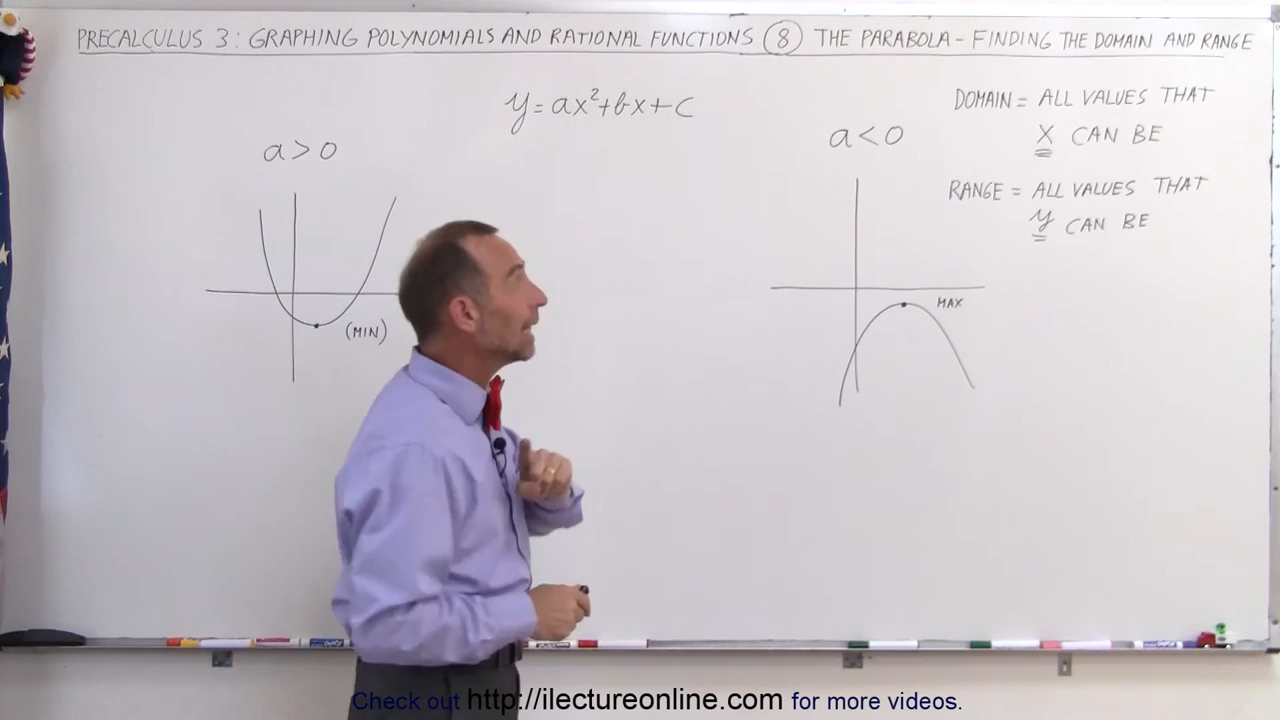 PRECALCULUS 3: GRAPHING POLYNOMIALS AND RATIONAL FUNCTIONS (8) THE PARABOLA - FINDING THE DOMAIN AND RANGE
y = ax²+bx+c
a > 0
(MIN)
a < 0
MAX
DOMAIN = ALL VALUES THAT
X CAN BE
RANGE = ALL VALUES THAT
y CAN BE
Check out http://ilectureonline.com for more videos.